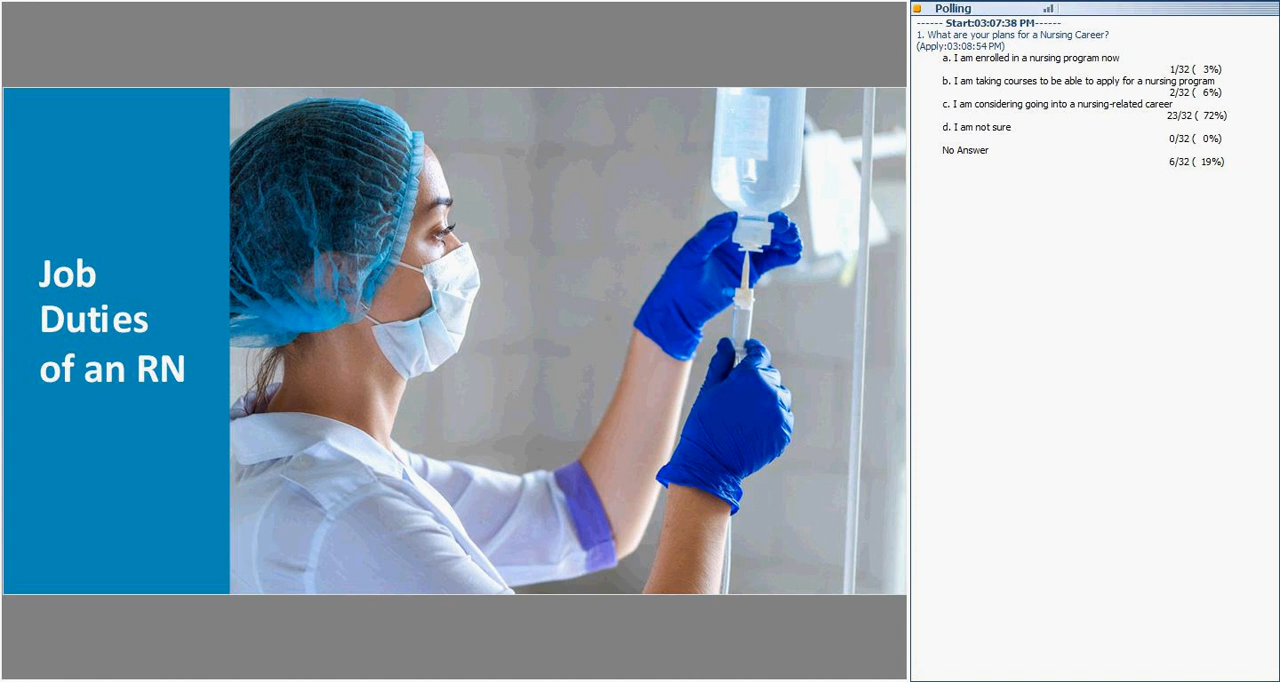 Job
Duties
of an RN
Polling
------ Start:03:07:38 PM------
1. What are your plans for a Nursing Career?
(Apply:03:08:54 PM)
a. I am enrolled in a nursing program now
1/32 ( 3%)
b. I am taking courses to be able to apply for a nursing program
2/32 ( 6%)
c. I am considering going into a nursing-related career
23/32 ( 72%)
d. I am not sure
0/32 ( 0%)
No Answer
6/32 ( 19%)